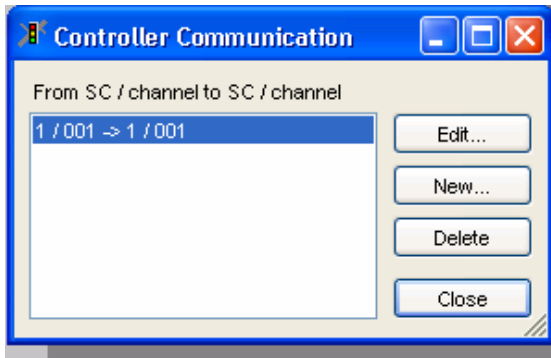 Controller Communication
From SC / channel to SC / channel
1 / 001 -> 1 / 001
Edit...
New...
Delete
Close